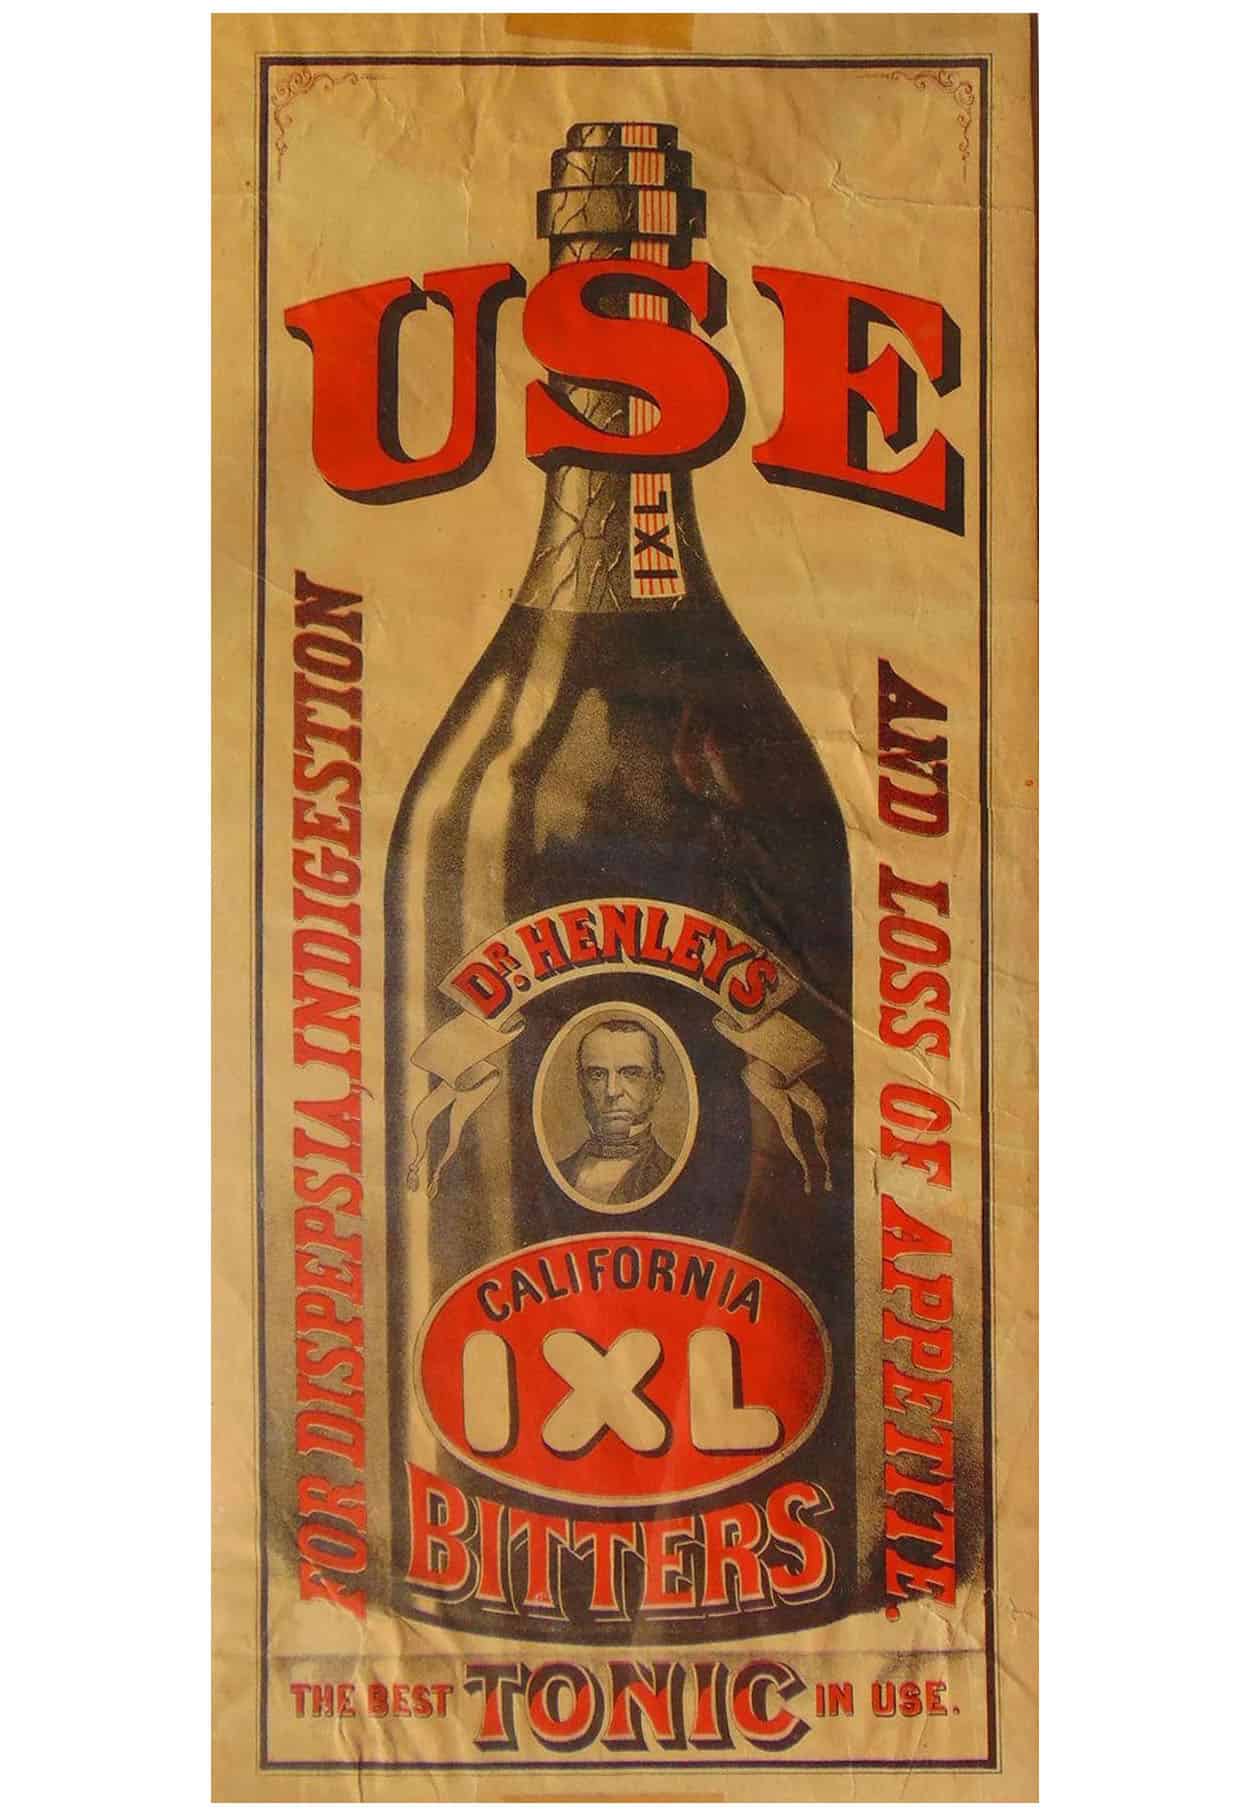 USE
IXL
FOR DISPEPSIA, INDIGESTION
AND LOSS OF APPETITE.
DR. HENLEY'S
CALIFORNIA
IXL
BITTERS
THE BEST TONIC IN USE.